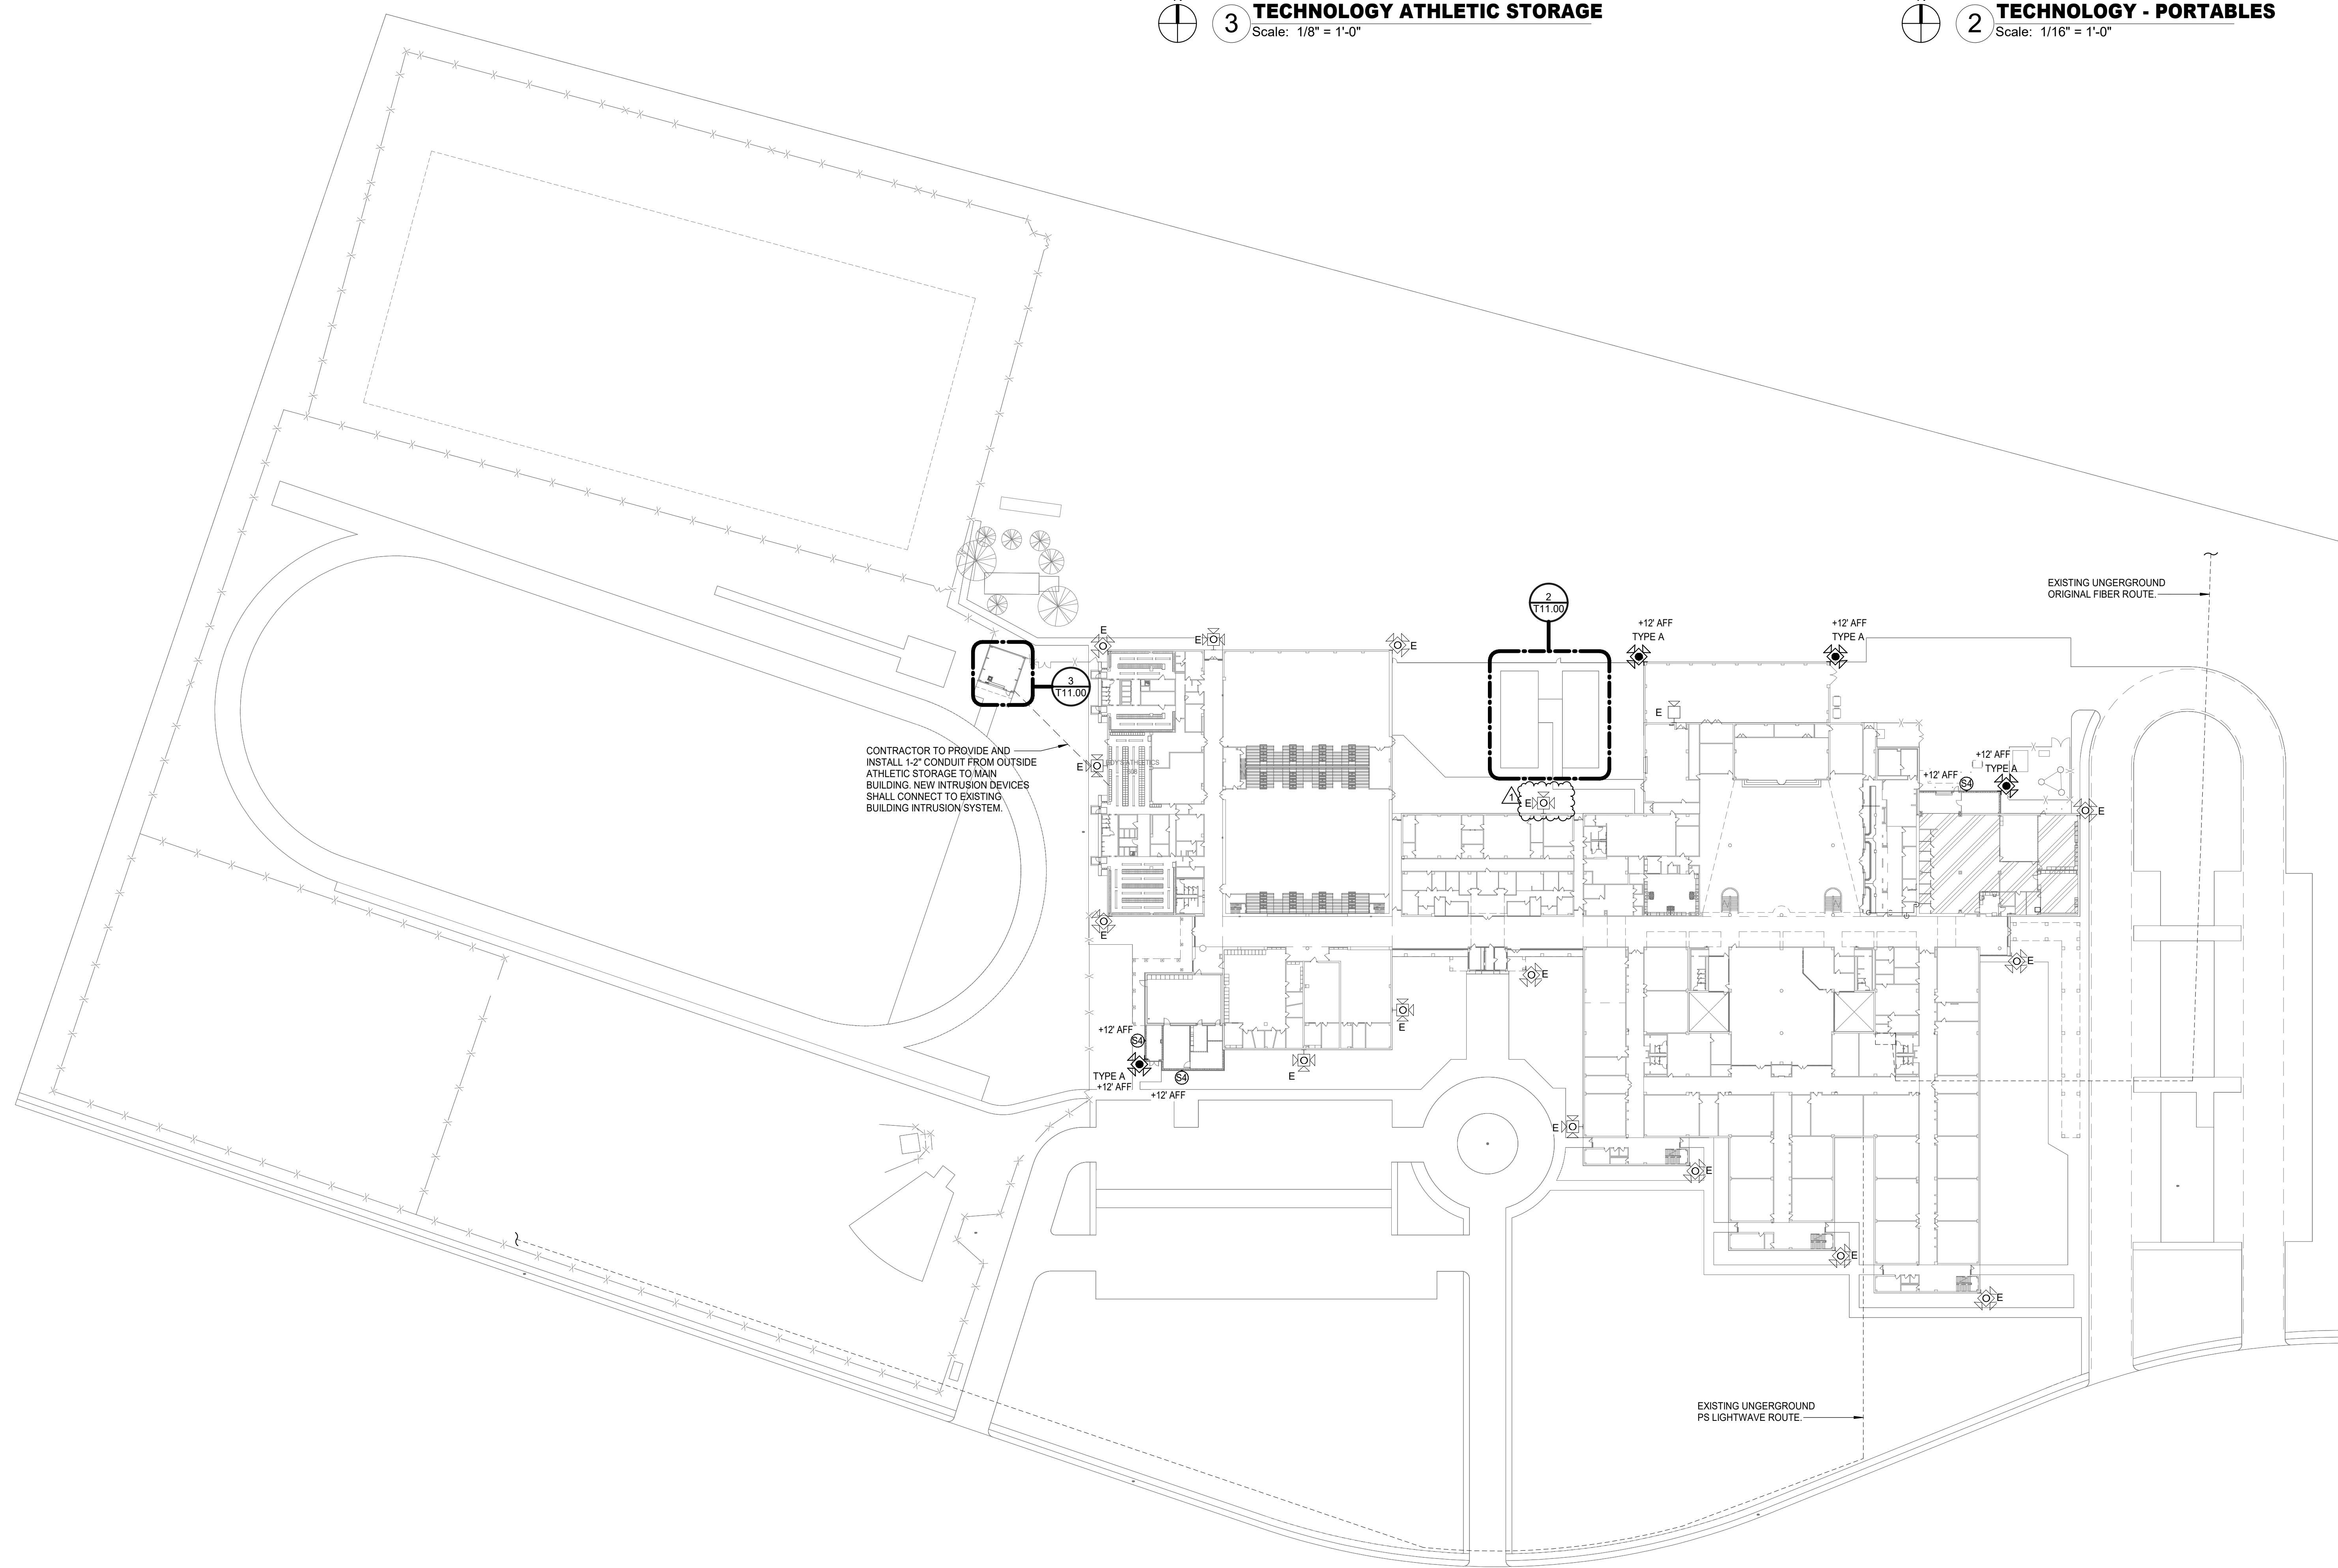 3
TECHNOLOGY ATHLETIC STORAGE
Scale: 1/8" = 1'-0"
2
TECHNOLOGY - PORTABLES
Scale: 1/16" = 1'-0"
EXISTING UNGERGROUND
ORIGINAL FIBER ROUTE.
2
T11.00
+12' AFF
TYPE A
+12' AFF
TYPE A
E
E
E
3
T11.00
E
CONTRACTOR TO PROVIDE AND
INSTALL 1-2" CONDUIT FROM OUTSIDE
ATHLETIC STORAGE TO MAIN
BUILDING. NEW INTRUSION DEVICES
SHALL CONNECT TO EXISTING
BUILDING INTRUSION SYSTEM.
E
BOY'S ATHLETICS
+12' AFF
TYPE A
+12' AFF
S4
1
E
E
E
E
E
E
+12' AFF
S4
TYPE A
+12' AFF
S4
+12' AFF
E
E
E
E
E
E
EXISTING UNGERGROUND
PS LIGHTWAVE ROUTE.